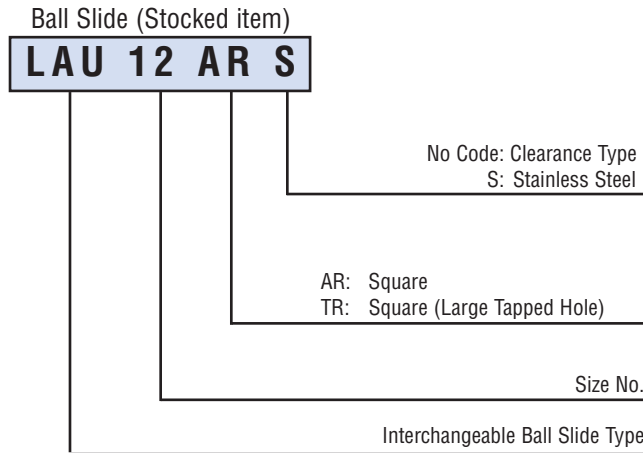 Ball Slide (Stocked item)
LAU 12 AR S
No Code: Clearance Type
S: Stainless Steel
AR: Square
TR: Square (Large Tapped Hole)
Size No.
Interchangeable Ball Slide Type